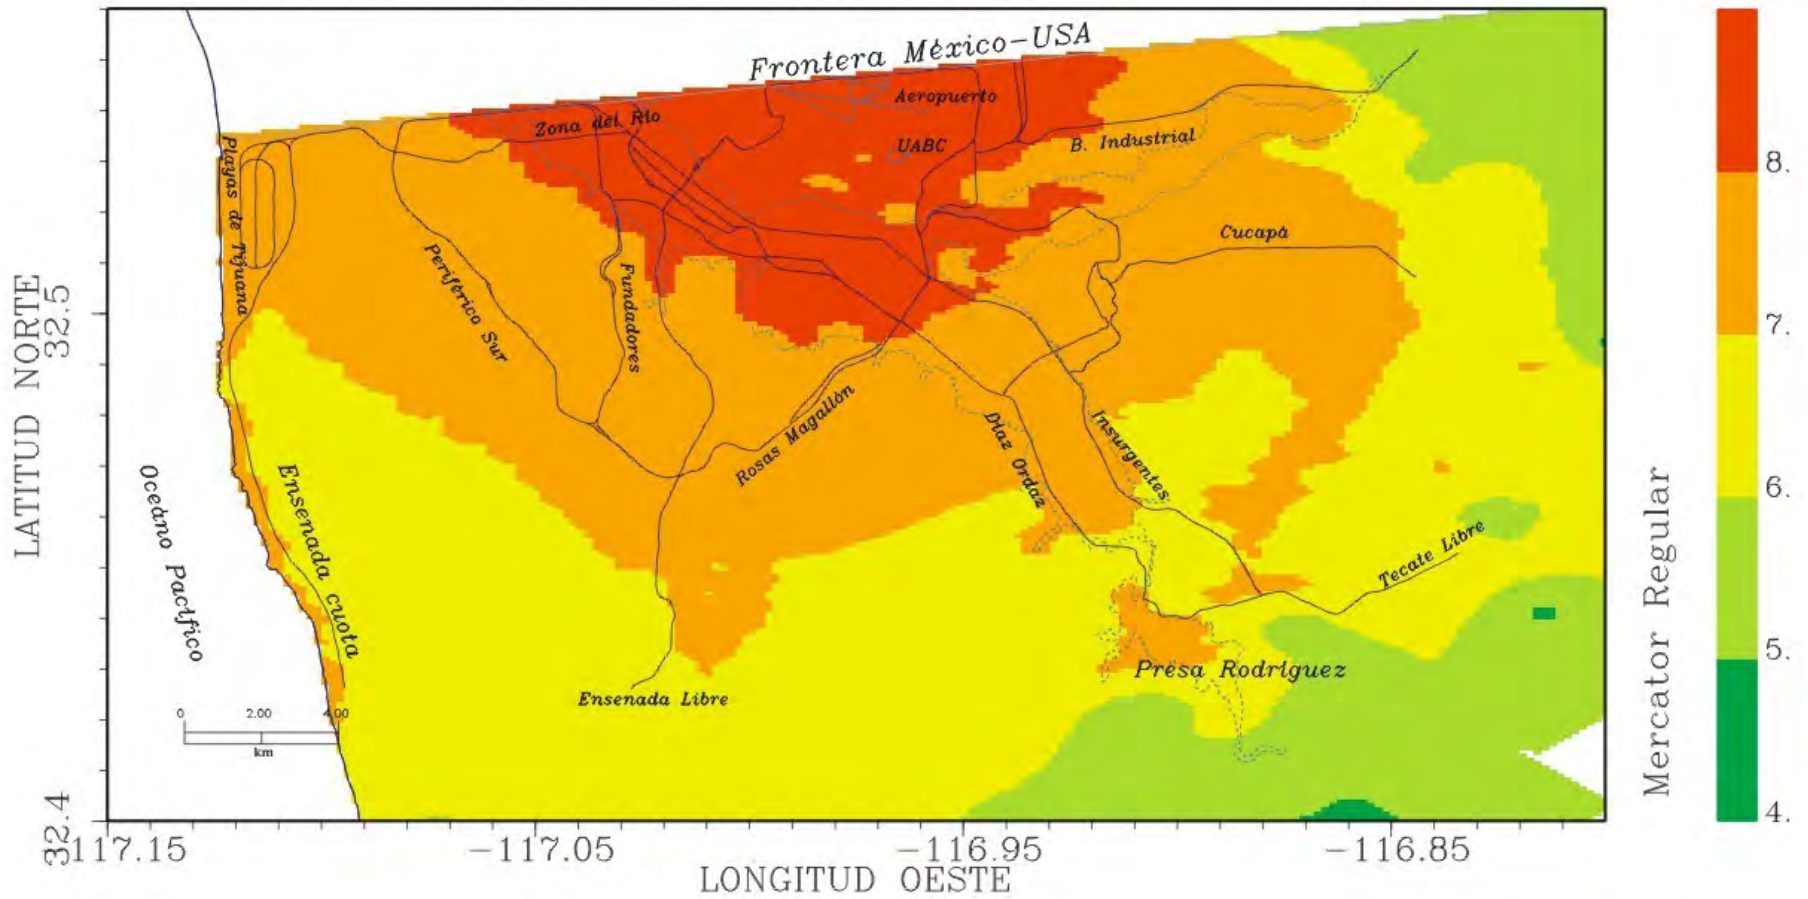 Frontera México-USA
Aeropuerto
Zona del Río
UABC
B. Industrial
Playas de Tijuana
Periférico Sur
Fundadores
Cucapá
Rosas Magallón
Díaz Ordaz
Insurgentes
Oceáno Pacífico
Ensenada cuota
Tecate Libre
Presa Rodríguez
Ensenada Libre
0 2.00 4.00
km
LATITUD NORTE
32.5
32.4
117.15 -117.05 -116.95 -116.85
LONGITUD OESTE
Mercator Regular
8.
7.
6.
5.
4.